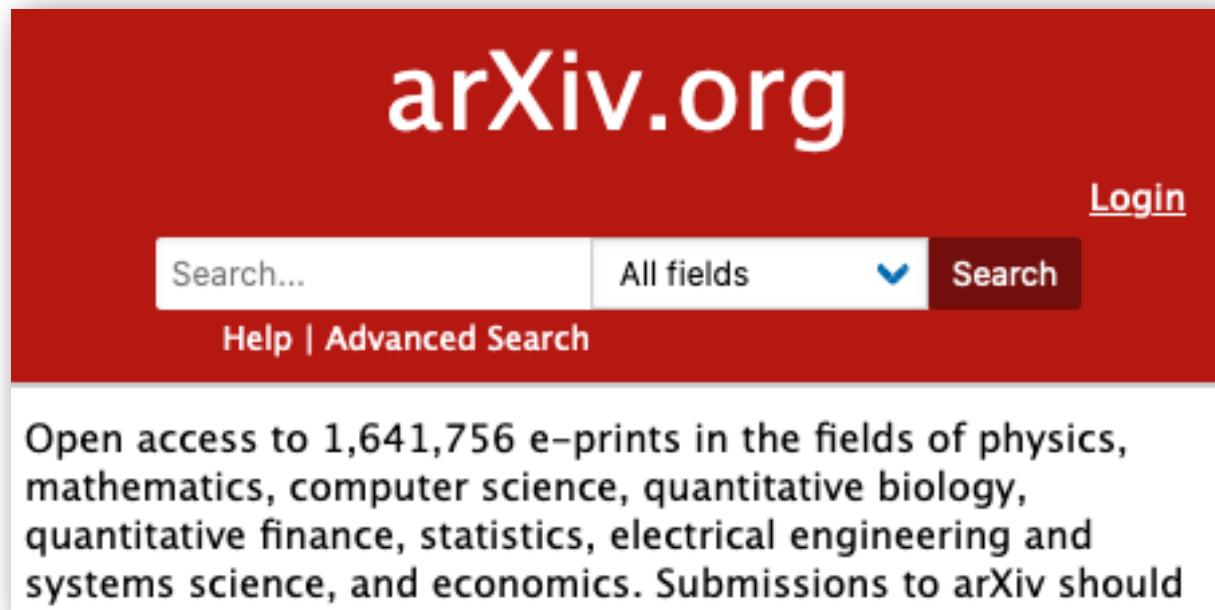 arXiv.org
Login
Search...
All fields
Search
Help | Advanced Search
Open access to 1,641,756 e-prints in the fields of physics,
mathematics, computer science, quantitative biology,
quantitative finance, statistics, electrical engineering and
systems science, and economics. Submissions to arXiv should